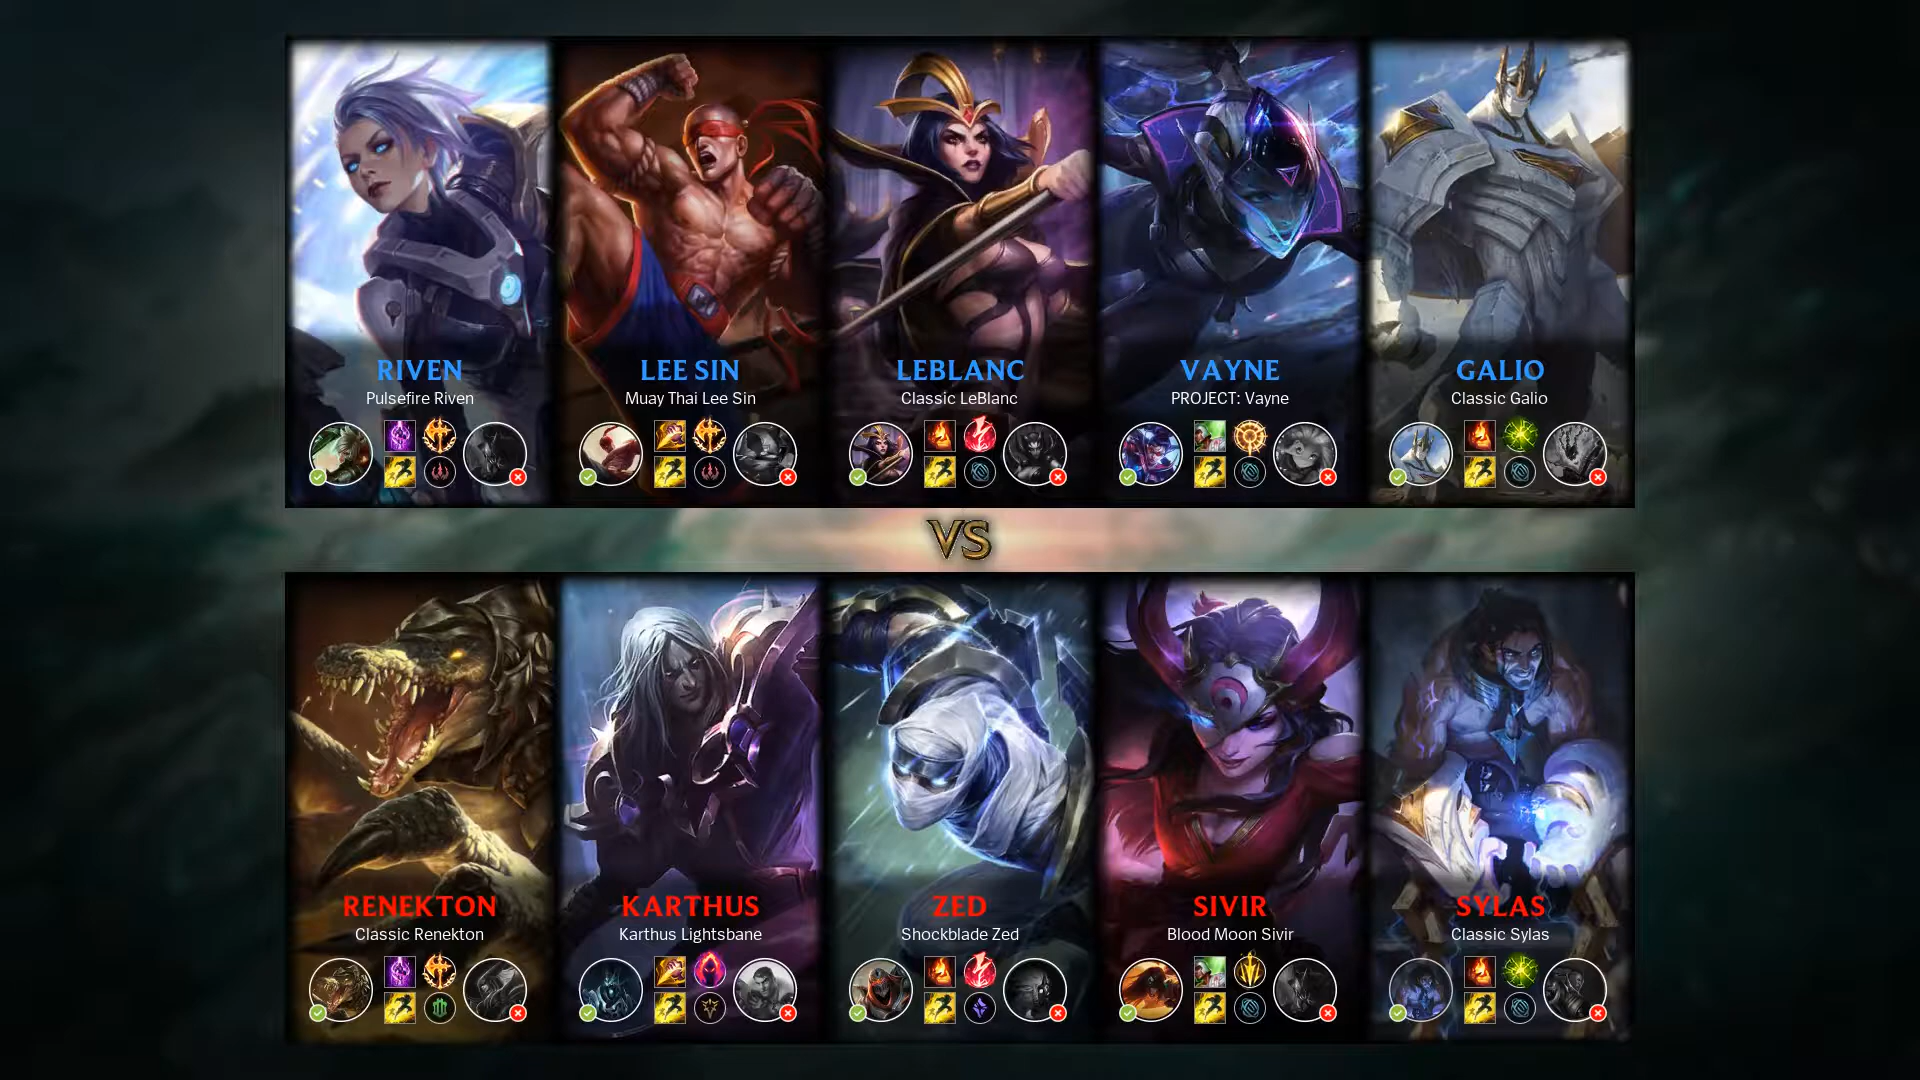 RIVEN
Pulsefire Riven
LEE SIN
Muay Thai Lee Sin
LEBLANC
Classic LeBlanc
VAYNE
PROJECT: Vayne
GALIO
Classic Galio
VS
RENEKTON
Classic Renekton
KARTHUS
Karthus Lightsbane
ZED
Shockblade Zed
SIVIR
Blood Moon Sivir
SYLAS
Classic Sylas